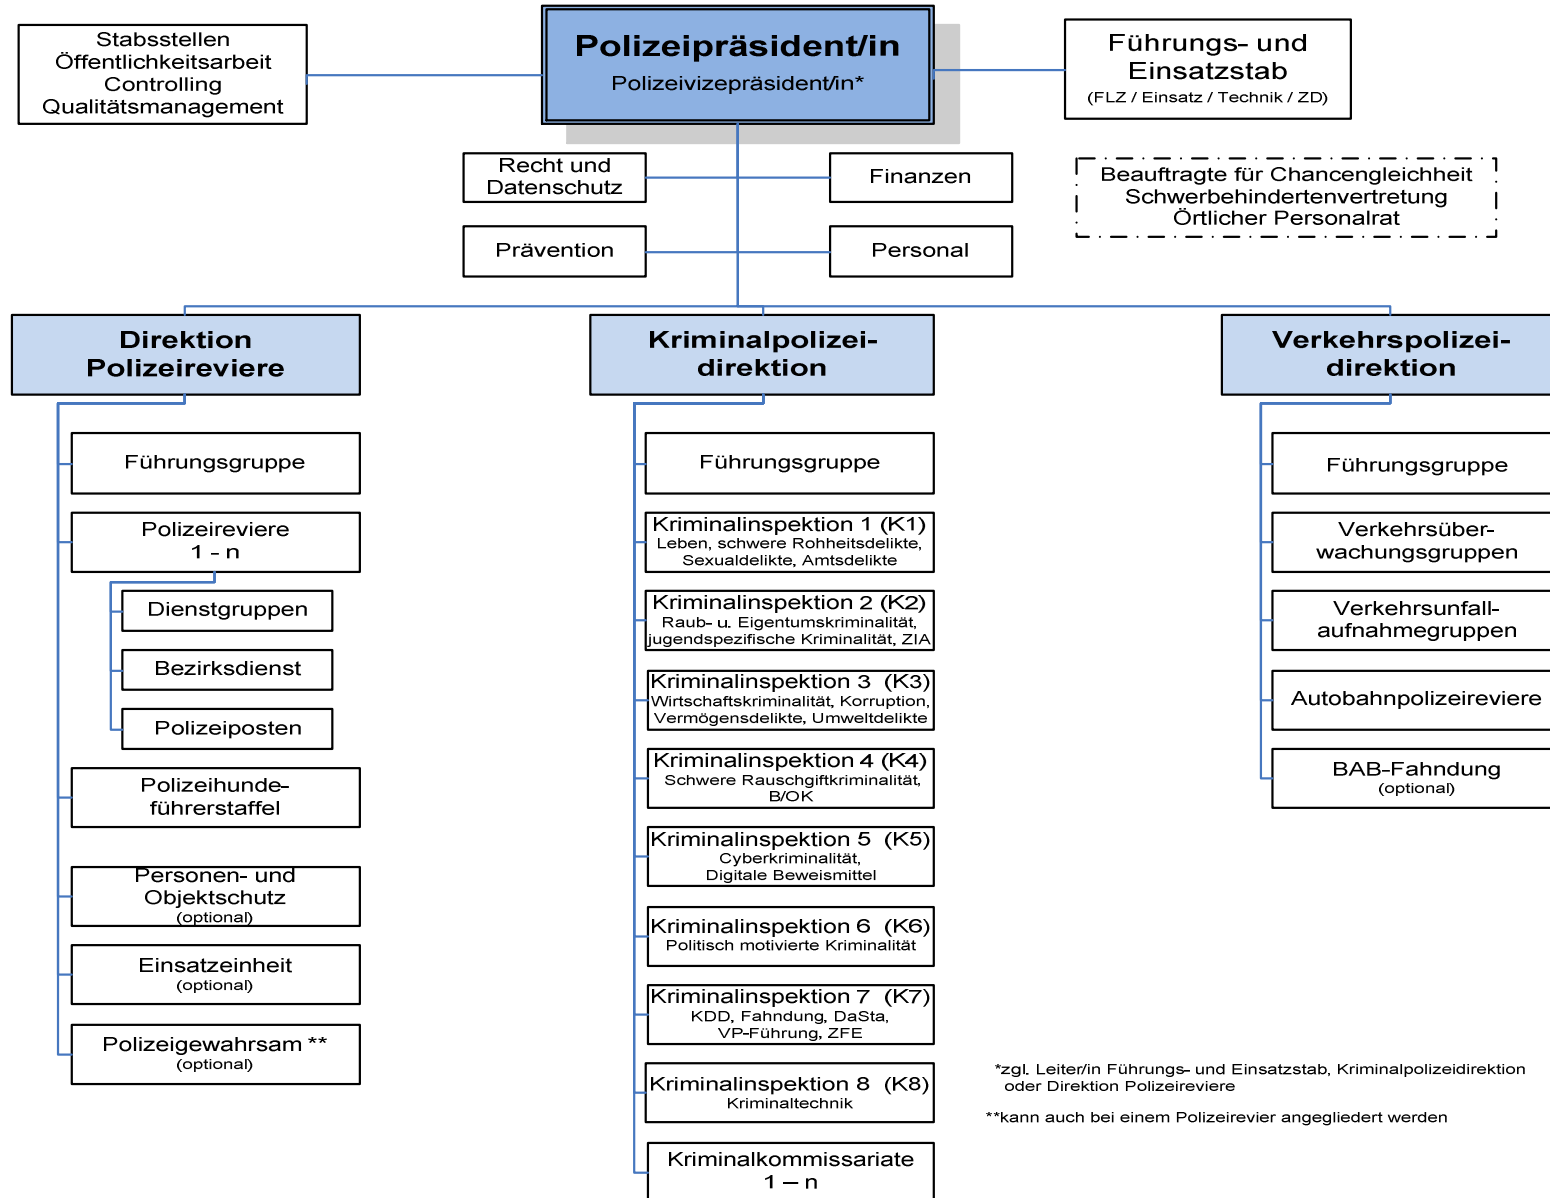 Stabsstellen
Öffentlichkeitsarbeit
Controlling
Qualitätsmanagement
Polizeipräsident/in
Polizeivizepräsident/in*
Führungs- und
Einsatzstab
(FLZ / Einsatz / Technik / ZD)
Recht und
Datenschutz
Finanzen
Prävention
Personal
Beauftragte für Chancengleichheit
Schwerbehindertenvertretung
Örtlicher Personalrat
Direktion
Polizeireviere
Führungsgruppe
Polizeireviere
1 - n
Dienstgruppen
Bezirksdienst
Polizeiposten
Polizeihunde-
führerstaffel
Personen- und
Objektschutz
(optional)
Einsatzeinheit
(optional)
Polizeigewahrsam **
(optional)
Kriminalpolizei-
direktion
Führungsgruppe
Kriminalinspektion 1 (K1)
Leben, schwere Rohheitsdelikte,
Sexualdelikte, Amtsdelikte
Kriminalinspektion 2 (K2)
Raub- u. Eigentumskriminalität,
jugendspezifische Kriminalität, ZIA
Kriminalinspektion 3 (K3)
Wirtschaftskriminalität, Korruption,
Vermögensdelikte, Umweltdelikte
Kriminalinspektion 4 (K4)
Schwere Rauschgiftkriminalität,
B/OK
Kriminalinspektion 5 (K5)
Cyberkriminalität,
Digitale Beweismittel
Kriminalinspektion 6 (K6)
Politisch motivierte Kriminalität
Kriminalinspektion 7 (K7)
KDD, Fahndung, DaSta,
VP-Führung, ZFE
Kriminalinspektion 8 (K8)
Kriminaltechnik
Kriminalkommissariate
1 – n
Verkehrspolizei-
direktion
Führungsgruppe
Verkehrsüber-
wachungsgruppen
Verkehrsunfall-
aufnahmegruppen
Autobahnpolizeireviere
BAB-Fahndung
(optional)
*zgl. Leiter/in Führungs- und Einsatzstab, Kriminalpolizeidirektion
oder Direktion Polizeireviere
**kann auch bei einem Polizeirevier angegliedert werden